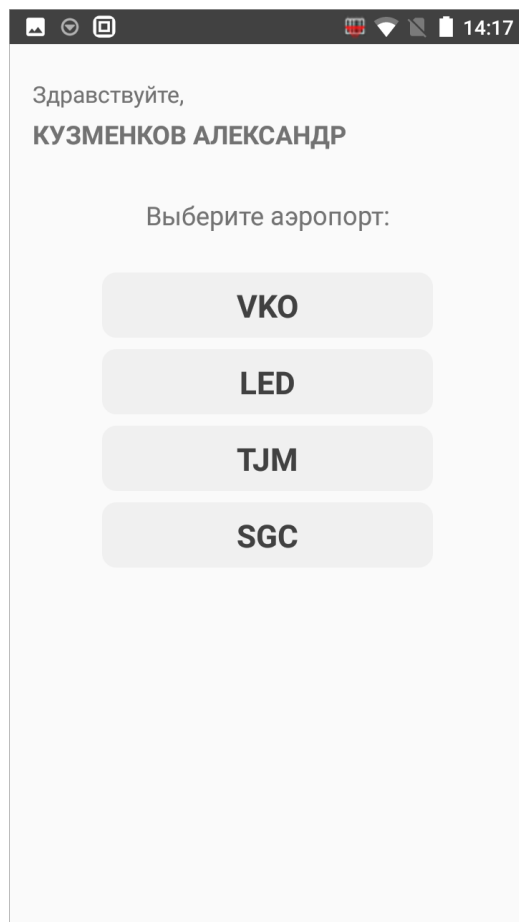 14:17
Здравствуйте,
КУЗМЕНКОВ АЛЕКСАНДР
Выберите аэропорт:
VKO
LED
TJM
SGC